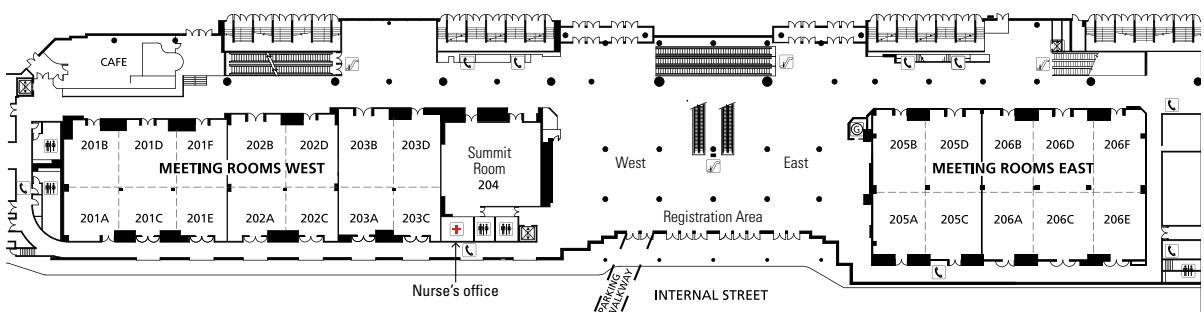 CAFE
201B
201D
201F
202B
202D
203B
203D
MEETING ROOMS WEST
201A
201C
201E
202A
202C
203A
203C
Summit
Room
204
West
East
Registration Area
G
205B
205D
206B
206D
206F
MEETING ROOMS EAST
205A
205C
206A
206C
206E
Nurse's office
PARKING
WALKWAY
INTERNAL STREET